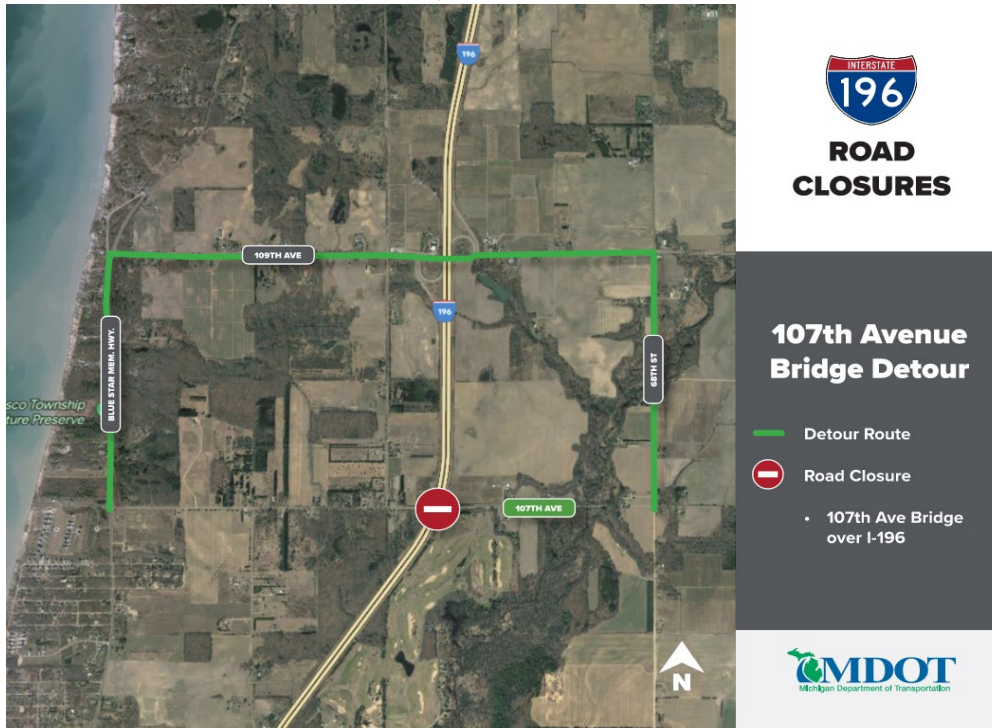 196
109TH AVE
196
BLUE STAR MEM. HWY.
68TH ST
sco Township
ture Preserve
107TH AVE
N
INTERSTATE
196
ROAD
CLOSURES
107th Avenue
Bridge Detour
Detour Route
Road Closure
• 107th Ave Bridge
over I-196
MDOT
Michigan Department of Transportation